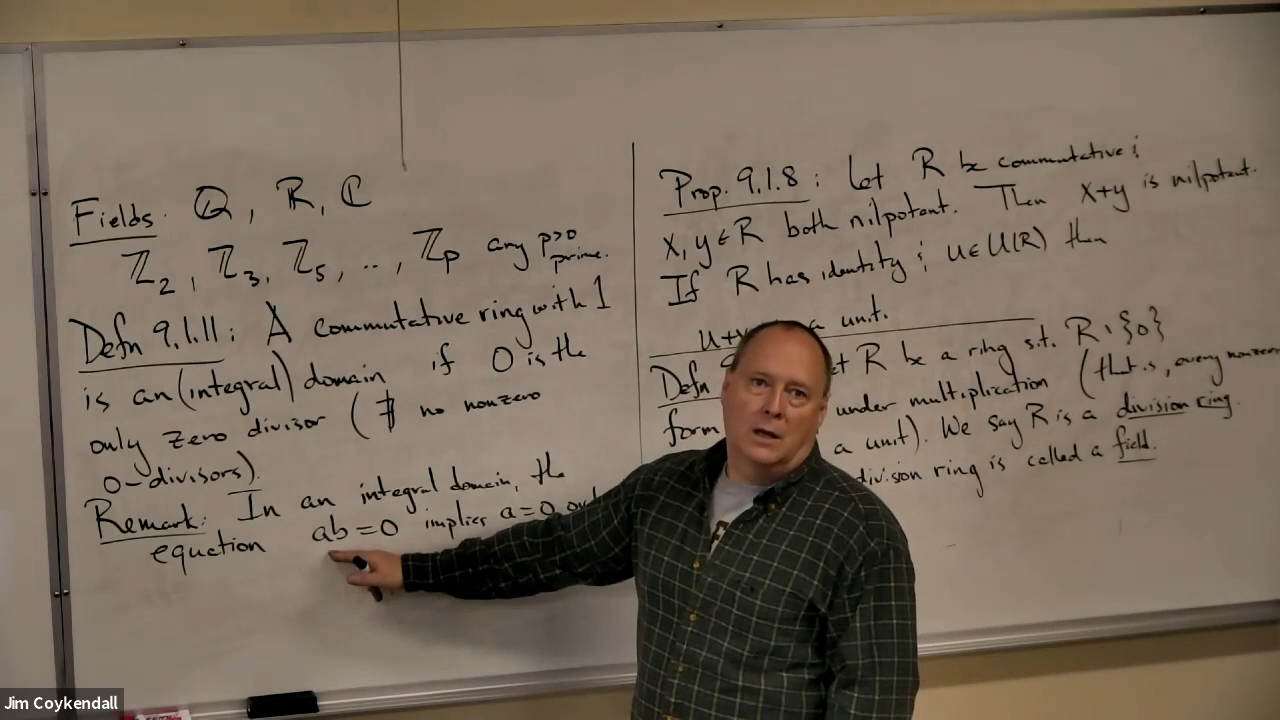 Fields: Q, R, C
Z2, Z3, Z5, .., Zp any p>0
prime.
Defn 9.1.11: A commutative ring with 1
is an (integral) domain if 0 is the
only zero divisor (∄ no nonzero
0-divisors).
Remark: In an integral domain, the
equation ab=0 implies a=0 or
Prop. 9.1.8: Let R be commutative ;
x, y ∈ R both nilpotent. Then x+y is nilpotent.
If R has identity ; u∈U(R) then
u+ a unit.
Defn Let R be a ring s.t. R\{0}
form under multiplication (that is, every nonzero
a unit). We say R is a division ring.
division ring is called a field.
Jim Coykendall